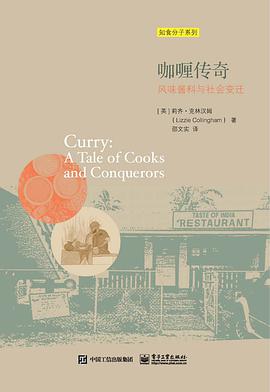 知食分子系列
咖喱传奇
风味酱料与社会变迁
[ 英 ] 莉齐·克林汉姆
( Lizzie Collingham ) 著
邵文实 译
Curry:
A Tale of Cooks
and Conquerors
TASTE OF INDIA
RESTAURANT
中国工信出版集团
电子工业出版社